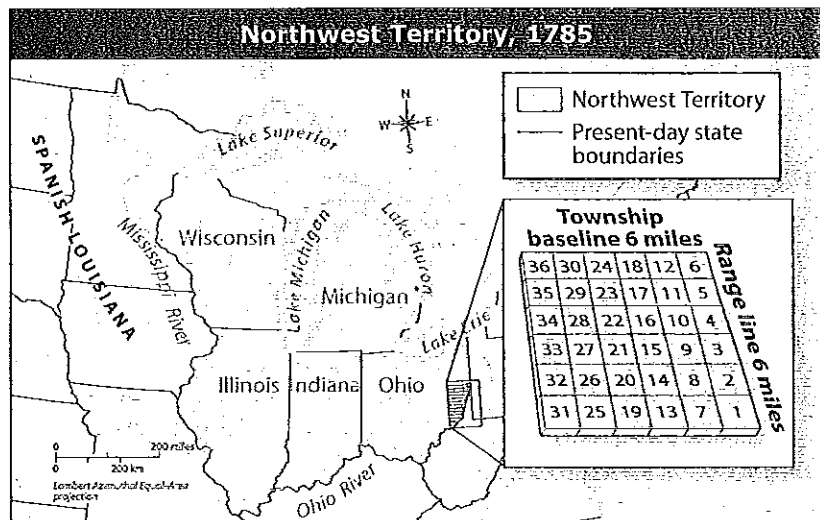 Northwest Territory, 1785
N
W E
S
Northwest Territory
Present-day state
boundaries
Lake Superior
SPANISH LOUISIANA
Mississippi River
Wisconsin
Lake Michigan
Lake Huron
Michigan
Lake Erie
Illinois
Indiana
Ohio
Ohio River
Township
baseline 6 miles
Range line 6 miles
36 30 24 18 12 6
35 29 23 17 11 5
34 28 22 16 10 4
33 27 21 15 9 3
32 26 20 14 8 2
31 25 19 13 7 1
0 200 miles
0 200 km
Lambert Azimuthal Equal-Area
projection